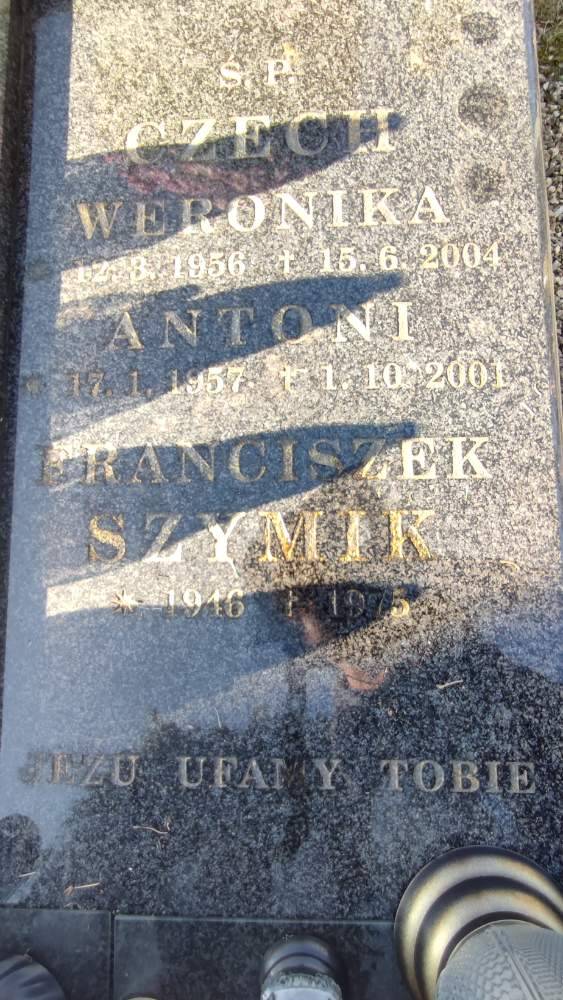 S. P.
CZECH
WERONIKA
* 12. 3. 1956 † 15. 6. 2004
ANTONI
* 17. 1. 1957 † 1. 10. 2001
FRANCISZEK
SZYMIK
* 1946 † 1975
JEZU UFAMY TOBIE